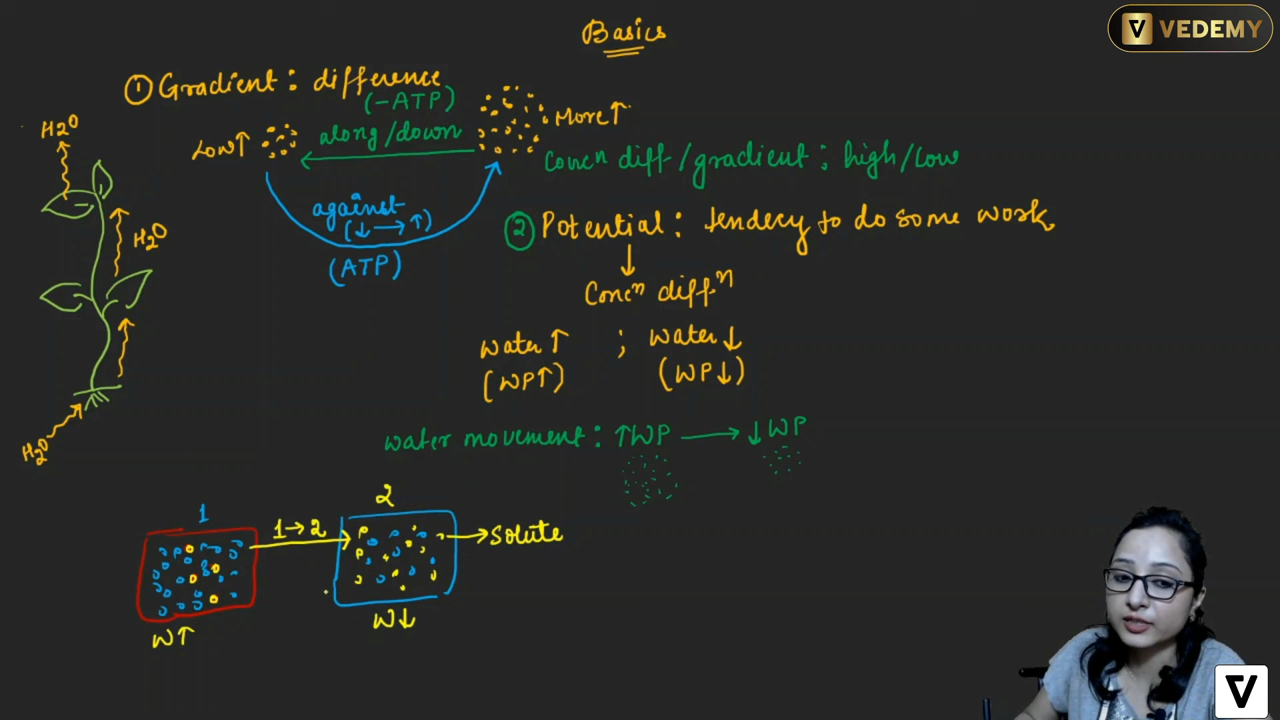 Basics
VEDEMY
① Gradient : difference
(-ATP)
along/down
Low↑
More↑
Concn diff/gradient : high/low
against
(↓ → ↑)
(ATP)
② Potential : tendecy to do some work
↓
Concn diffn
Water ↑ ; Water ↓
(WP↑) (WP↓)
water movement : ↑WP → ↓WP
H2O
H2O
H2O
1
1→2
2
→ solute
W↑
W↓